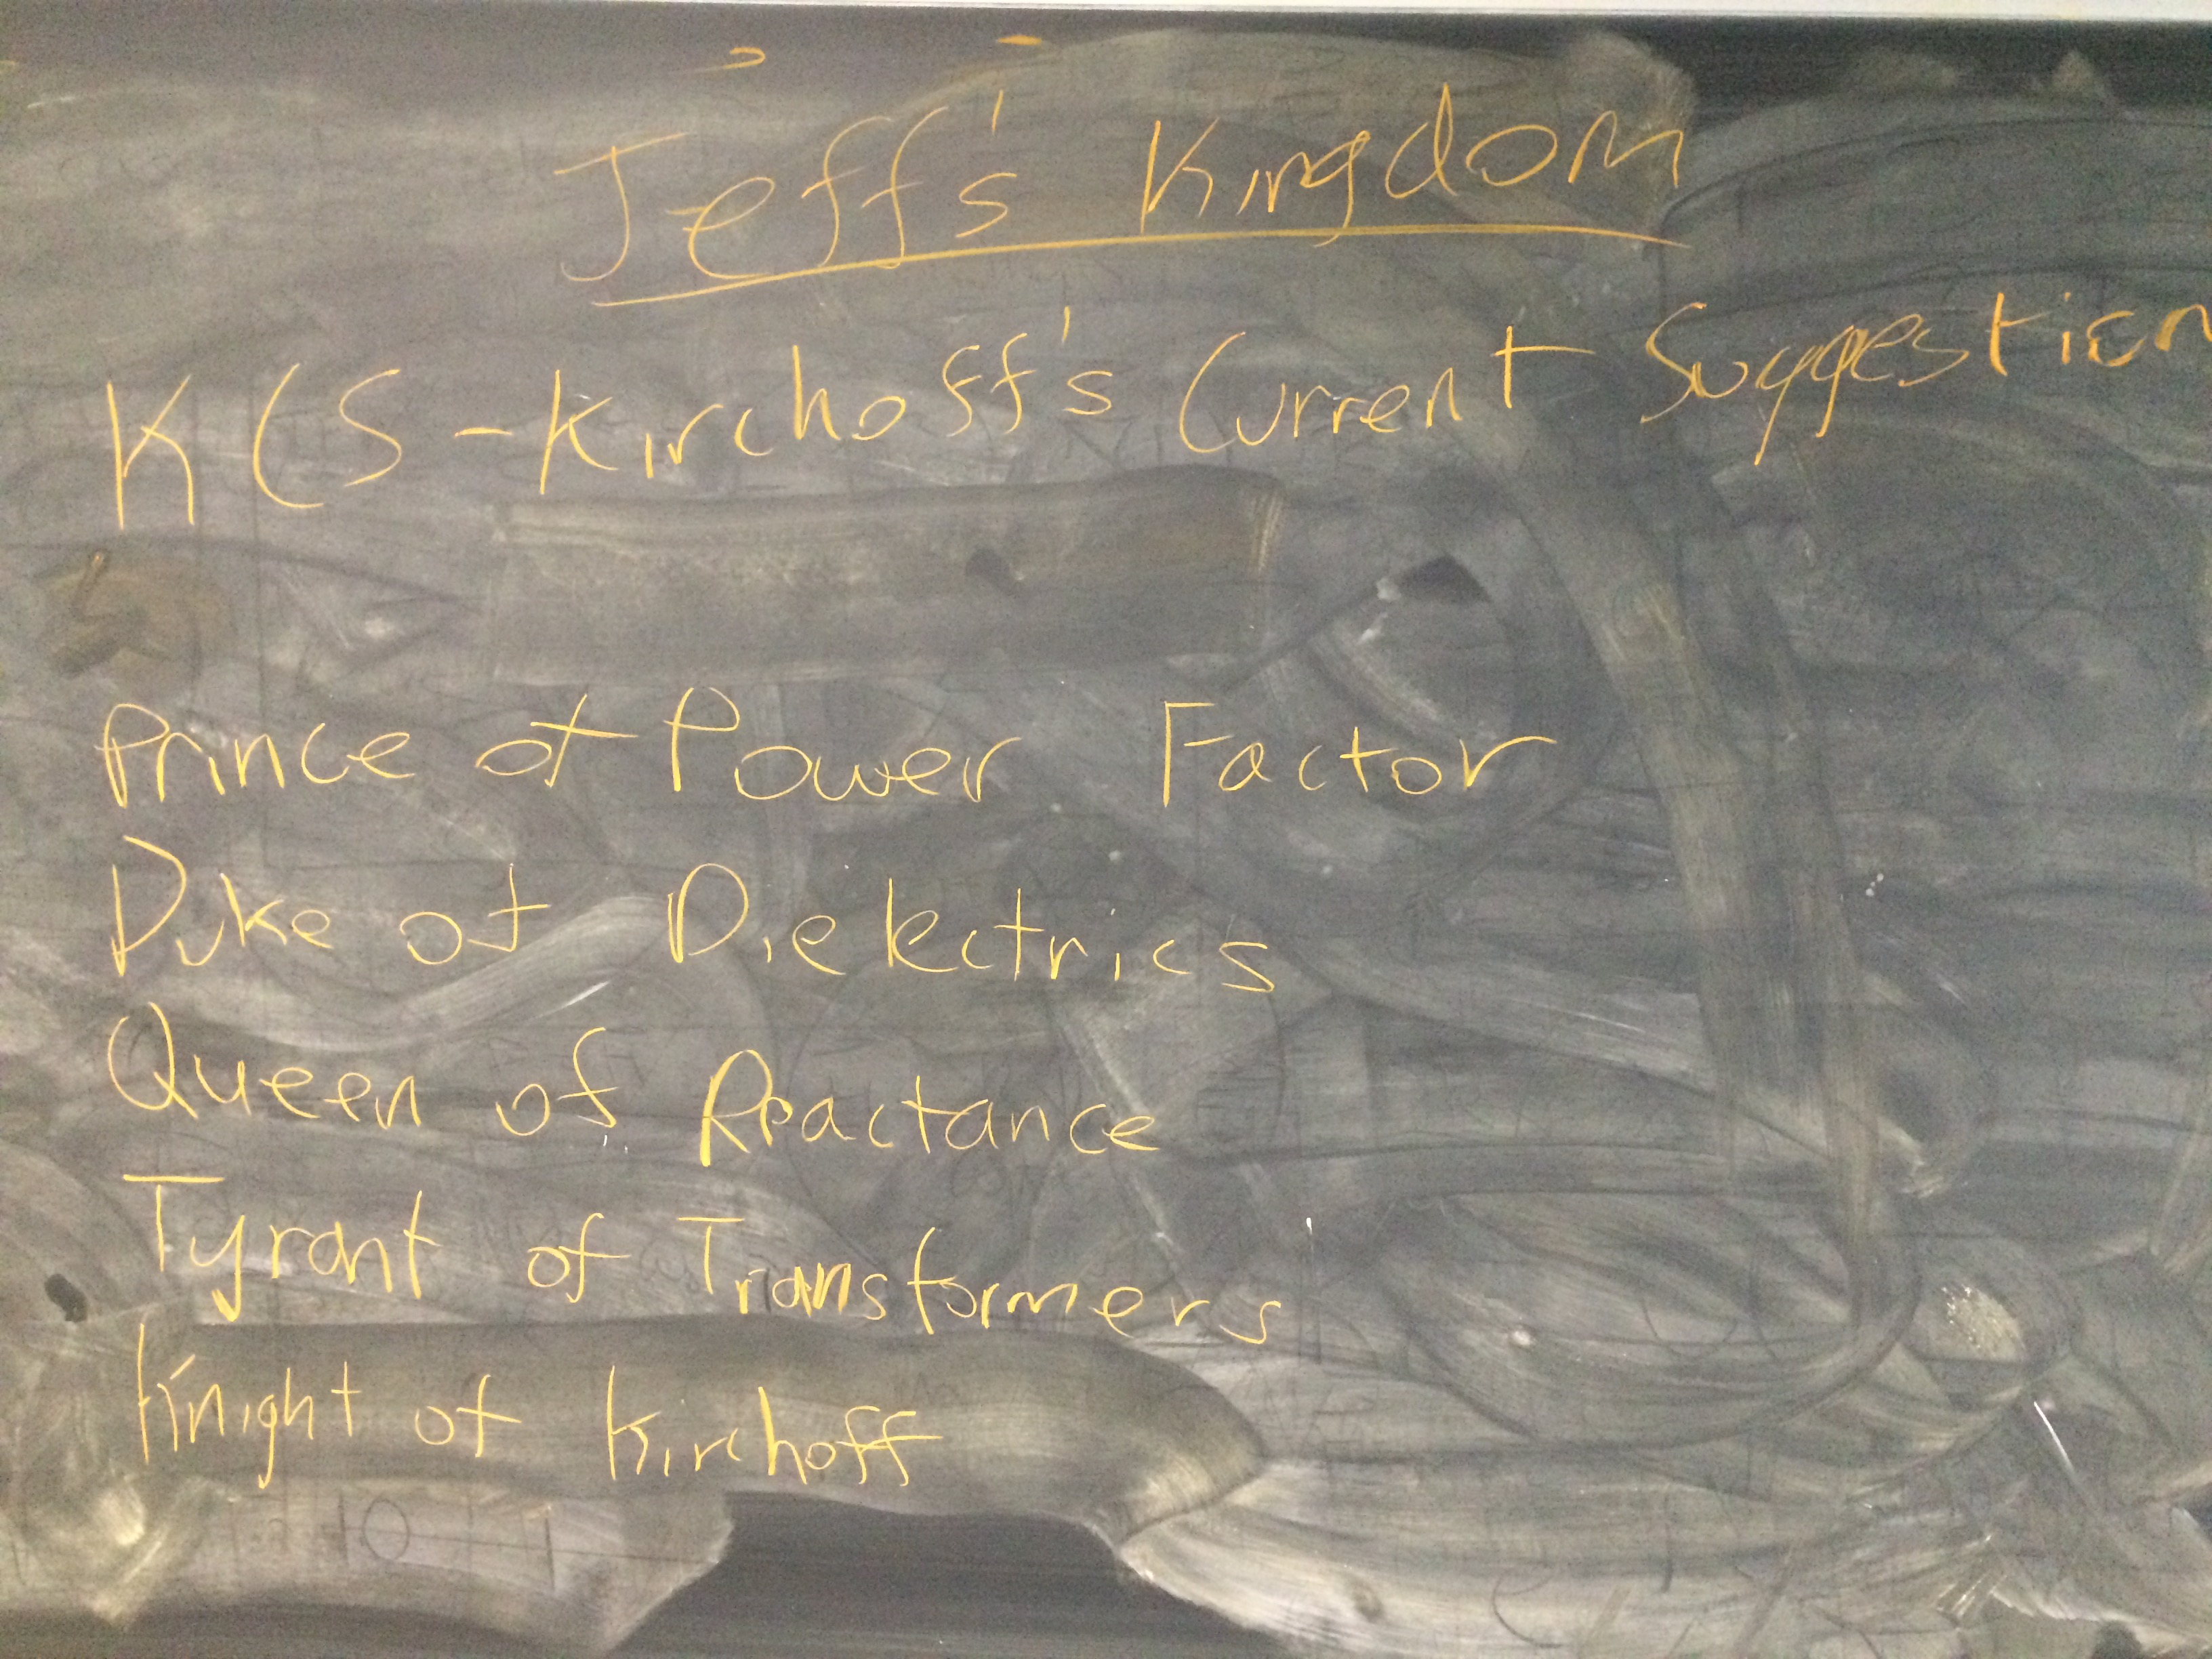 Jeff's Kingdom
KCS - Kirchoff's Current Suggestion
Prince of Power Factor
Duke of Dielectrics
Queen of Reactance
Tyrant of Transformers
Knight of Kirchoff